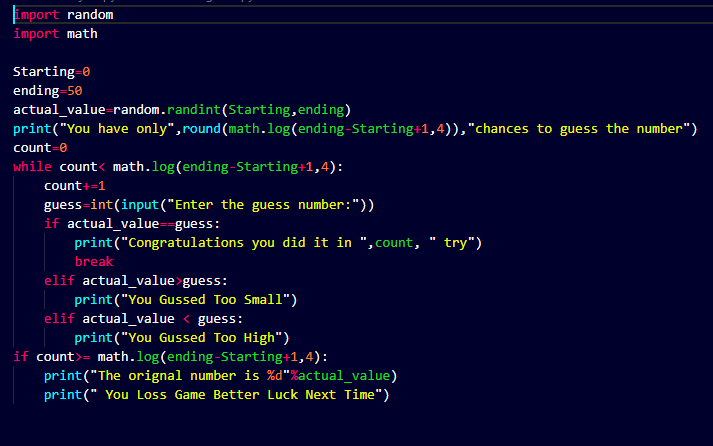 import random
import math
Starting=0
ending=50
actual_value=random.randint(Starting,ending)
print("You have only",round(math.log(ending-Starting+1,4)),"chances to guess the number")
count=0
while count< math.log(ending-Starting+1,4):
    count+=1
    guess=int(input("Enter the guess number:"))
    if actual_value==guess:
        print("Congratulations you did it in ",count, " try")
        break
    elif actual_value>guess:
        print("You Gussed Too Small")
    elif actual_value < guess:
        print("You Gussed Too High")
if count>= math.log(ending-Starting+1,4):
    print("The orignal number is %d"%actual_value)
    print(" You Loss Game Better Luck Next Time")